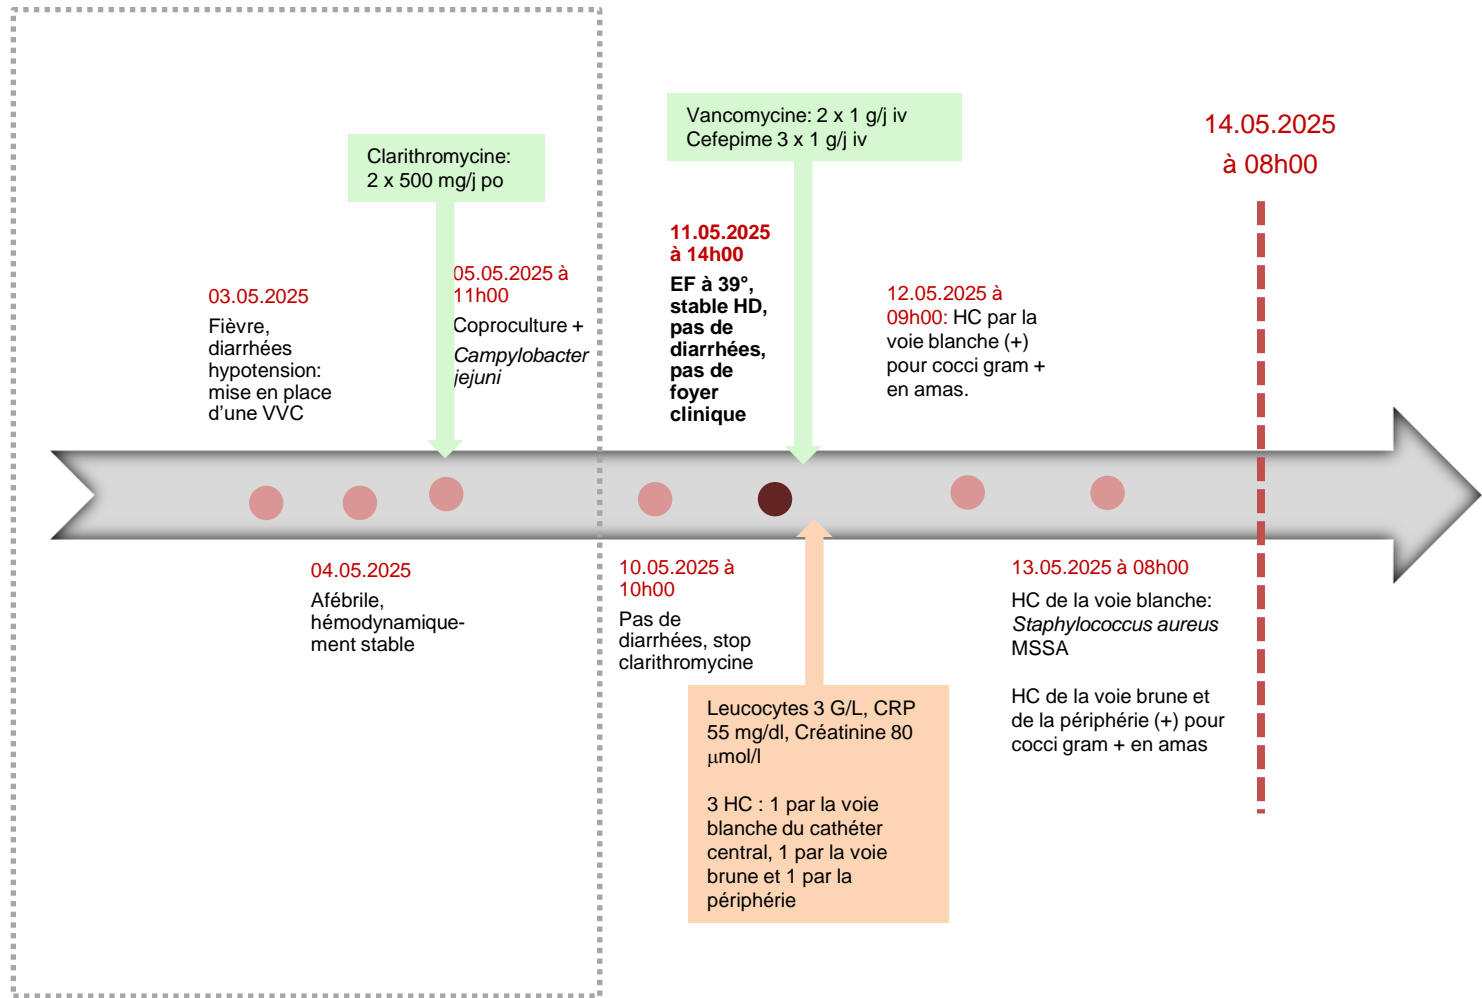 Clarithromycine:
2 x 500 mg/j po
Vancomycine: 2 x 1 g/j iv
Cefepime 3 x 1 g/j iv
14.05.2025
à 08h00
03.05.2025
Fièvre,
diarrhées
hypotension:
mise en place
d’une VVC
05.05.2025 à
11h00
Coproculture +
Campylobacter
jejuni
11.05.2025
à 14h00
EF à 39°,
stable HD,
pas de
diarrhées,
pas de
foyer
clinique
12.05.2025 à
09h00: HC par la
voie blanche (+)
pour cocci gram +
en amas.
04.05.2025
Afébrile,
hémodynamique-
ment stable
10.05.2025 à
10h00
Pas de
diarrhées, stop
clarithromycine
Leucocytes 3 G/L, CRP
55 mg/dl, Créatinine 80
μmol/l
3 HC : 1 par la voie
blanche du cathéter
central, 1 par la voie
brune et 1 par la
périphérie
13.05.2025 à 08h00
HC de la voie blanche:
Staphylococcus aureus
MSSA
HC de la voie brune et
de la périphérie (+) pour
cocci gram + en amas